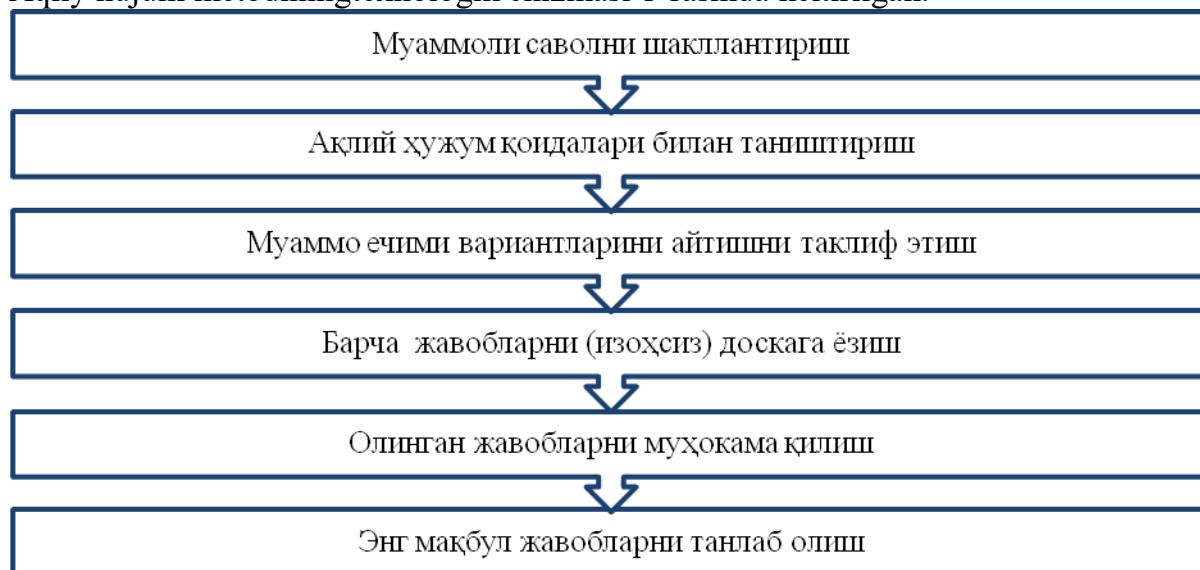 Муаммоли саволни шакллантириш
Ақлий ҳужум қоидалари билан таништириш
Муаммо ечими вариантларини айтишни таклиф этиш
Барча жавобларни (изоҳсиз) доскага ёзиш
Олинган жавобларни муҳокама қилиш
Энг мақбул жавобларни танлаб олиш